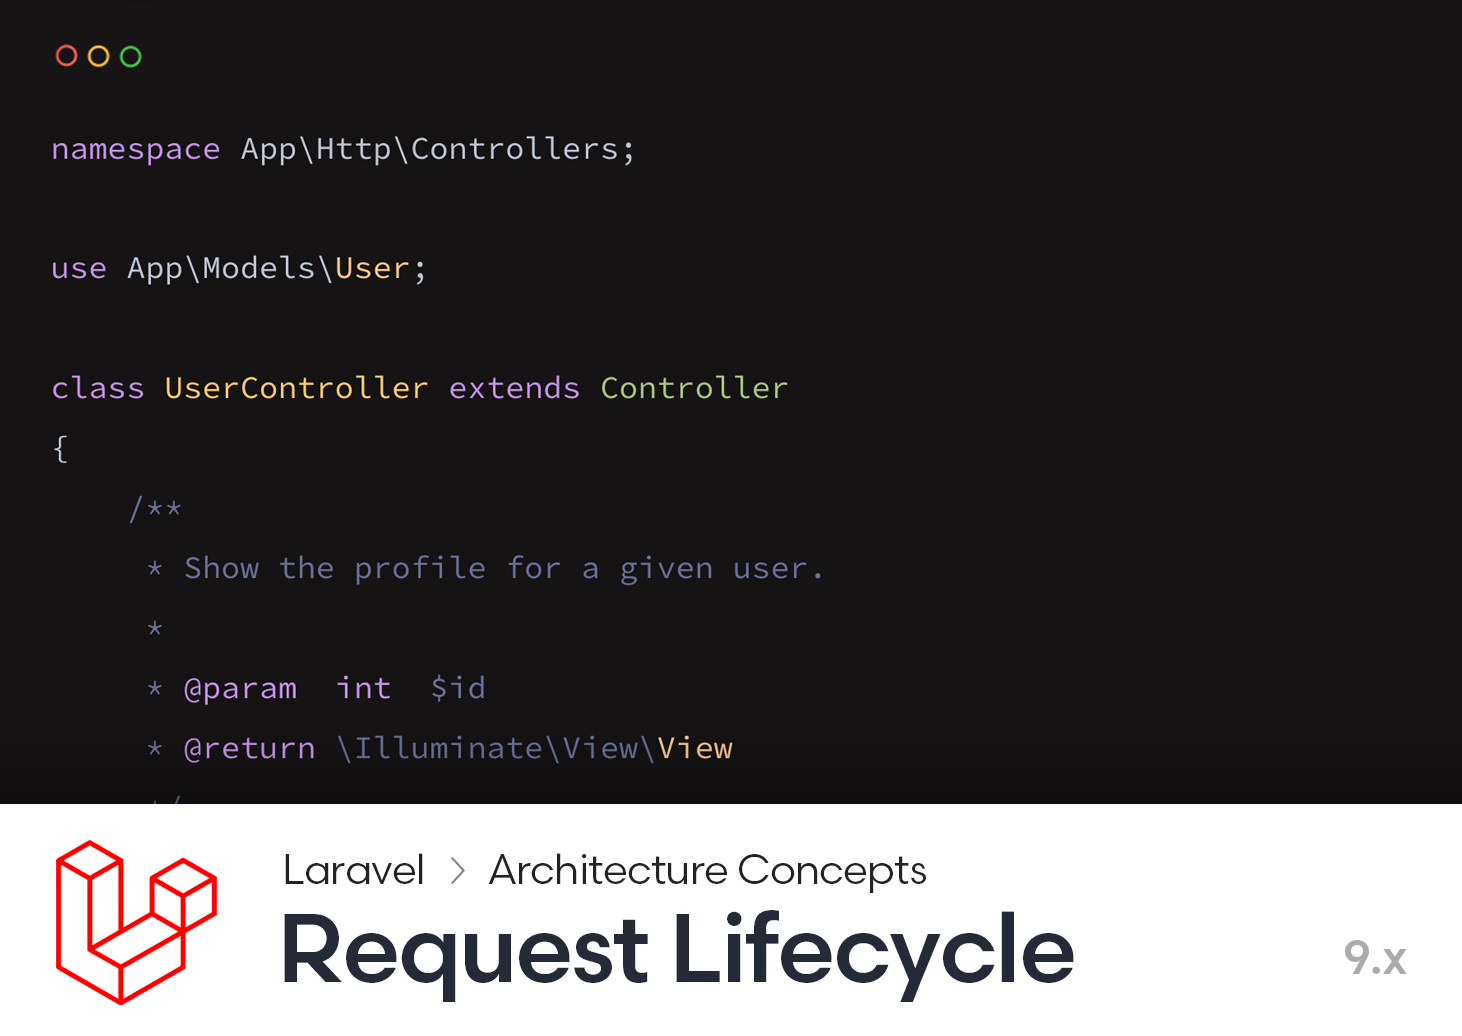 namespace App\Http\Controllers;
use App\Models\User;
class UserController extends Controller
{
/**
* Show the profile for a given user.
*
* @param  int  $id
* @return \Illuminate\View\View
Laravel > Architecture Concepts
Request Lifecycle
9.x